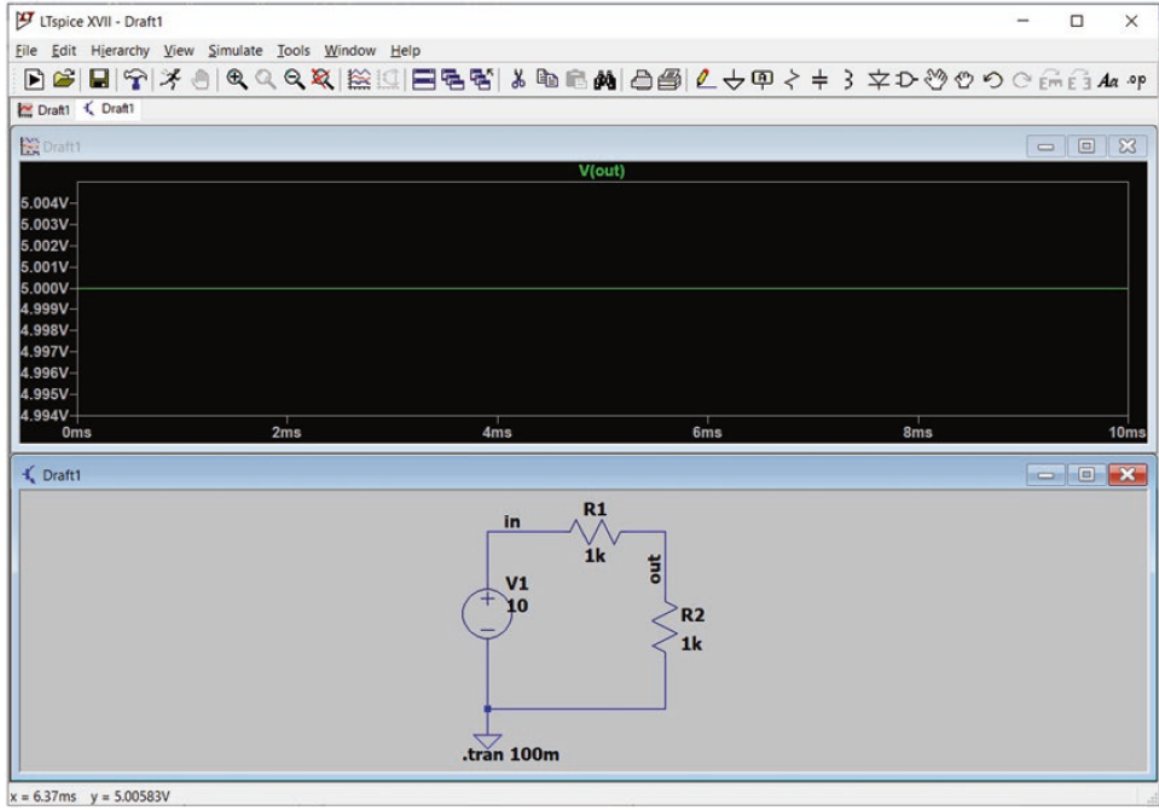 LTspice XVII - Draft1
File Edit Hierarchy View Simulate Tools Window Help
Aa .op
Draft1 Draft1
Draft1
V(out)
5.004V
5.003V
5.002V
5.001V
5.000V
4.999V
4.998V
4.997V
4.996V
4.995V
4.994V
0ms 2ms 4ms 6ms 8ms 10ms
Draft1
in
R1
1k
out
V1
10
R2
1k
.tran 100m
x = 6.37ms y = 5.00583V